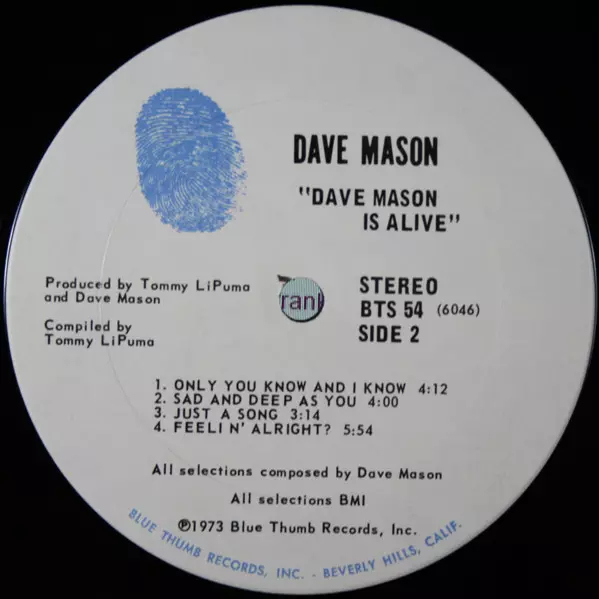 DAVE MASON
"DAVE MASON
IS ALIVE"
Produced by Tommy LiPuma
and Dave Mason
Compiled by
Tommy LiPuma
ran
STEREO
BTS 54 (6046)
SIDE 2
1. ONLY YOU KNOW AND I KNOW 4:12
2. SAD AND DEEP AS YOU 4:00
3. JUST A SONG 3:14
4. FEELI N' ALRIGHT? 5:54
All selections composed by Dave Mason
All selections BMI
℗1973 Blue Thumb Records, Inc.
BLUE THUMB RECORDS, INC. - BEVERLY HILLS, CALIF.